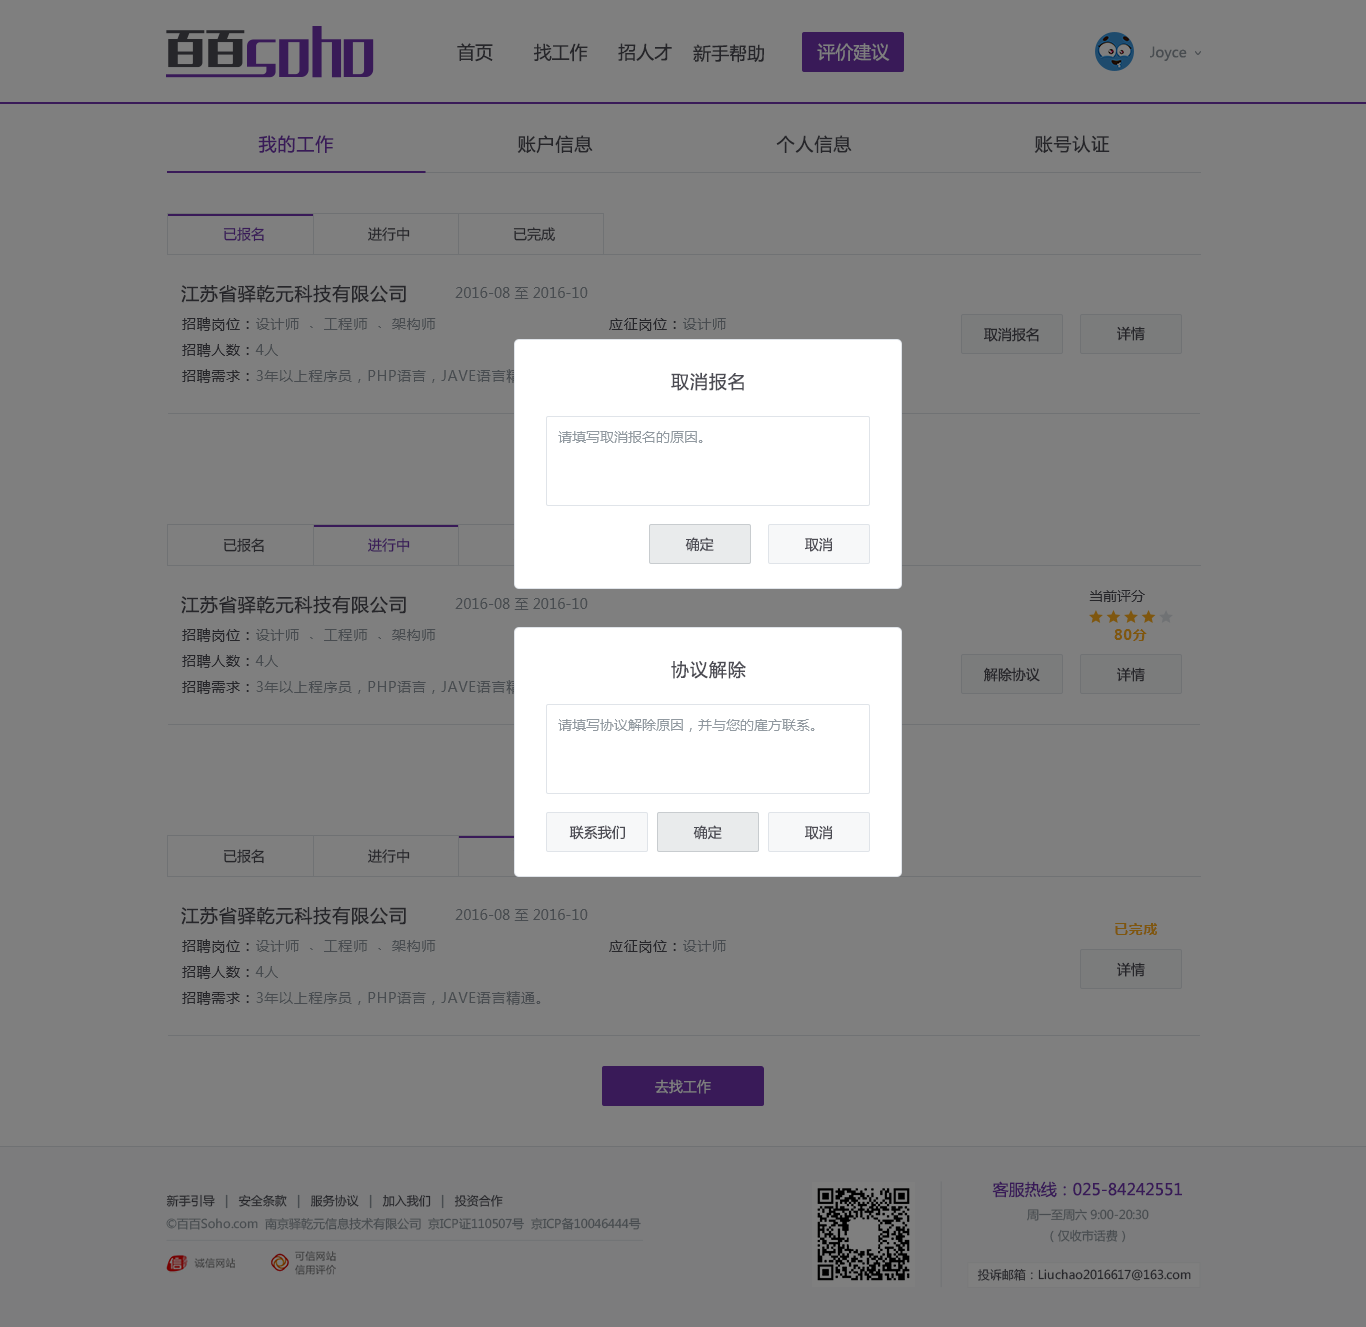 百百soho
首页 找工作 招人才 新手帮助 评价建议 Joyce
我的工作 账户信息 个人信息 账号认证
已报名 进行中 已完成
江苏省驿乾元科技有限公司 2016-08 至 2016-10
招聘岗位：设计师 、 工程师 、 架构师 应征岗位：设计师
招聘人数：4人
招聘需求：3年以上程序员，PHP语言，JAVE语言精
取消报名 详情
取消报名
请填写取消报名的原因。
确定 取消
已报名 进行中
江苏省驿乾元科技有限公司 2016-08 至 2016-10
招聘岗位：设计师 、 工程师 、 架构师
招聘人数：4人
招聘需求：3年以上程序员，PHP语言，JAVE语言精
当前评分
80分
解除协议 详情
协议解除
请填写协议解除原因，并与您的雇方联系。
联系我们 确定 取消
已报名 进行中
江苏省驿乾元科技有限公司 2016-08 至 2016-10
招聘岗位：设计师 、 工程师 、 架构师 应征岗位：设计师
招聘人数：4人
招聘需求：3年以上程序员，PHP语言，JAVE语言精通。
已完成
详情
去找工作
新手引导 | 安全条款 | 服务协议 | 加入我们 | 投资合作
©百百Soho.com 南京驿乾元信息技术有限公司 京ICP证110507号 京ICP备10046444号
信 诚信网站
可信网站
信用评价
客服热线：025-84242551
周一至周六 9:00-20:30
（仅收市话费）
投诉邮箱：Liuchao2016617@163.com